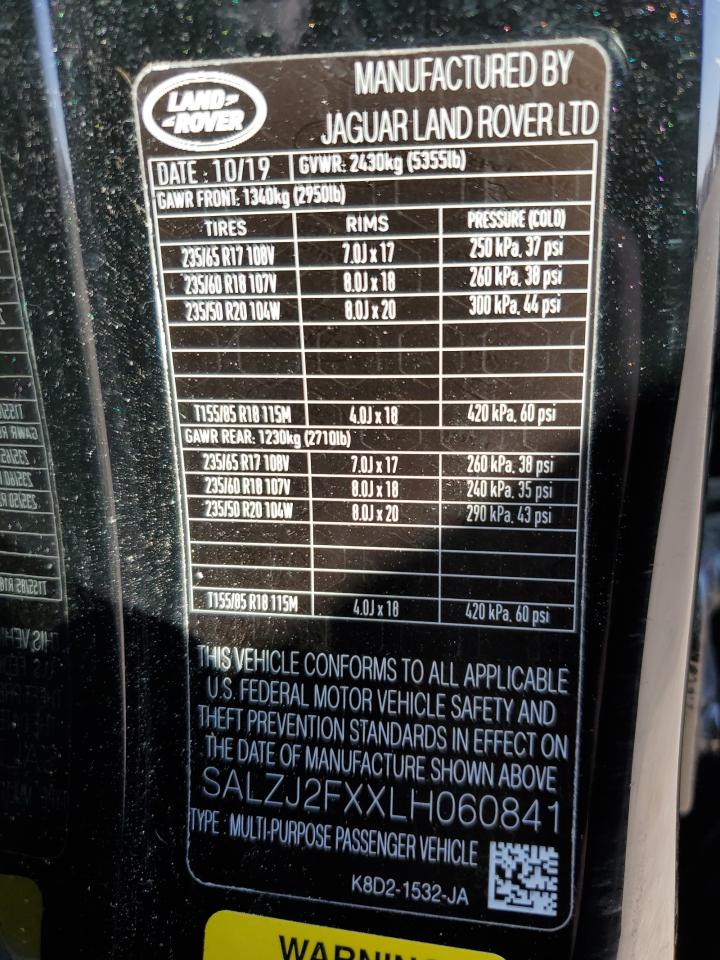 LAND ROVER
MANUFACTURED BY
JAGUAR LAND ROVER LTD
DATE : 10/19 GVWR: 2430kg (5355lb)
GAWR FRONT: 1340kg (2950lb)
TIRES RIMS PRESSURE (COLD)
235/65 R17 108V 7.0J x 17 250 kPa, 37 psi
235/60 R18 107V 8.0J x 18 260 kPa, 38 psi
235/50 R20 104W 8.0J x 20 300 kPa, 44 psi
T155/85 R18 115M 4.0J x 18 420 kPa, 60 psi
GAWR REAR: 1230kg (2710lb)
235/65 R17 108V 7.0J x 17 260 kPa, 38 psi
235/60 R18 107V 8.0J x 18 240 kPa, 35 psi
235/50 R20 104W 8.0J x 20 290 kPa, 43 psi
T155/85 R18 115M 4.0J x 18 420 kPa, 60 psi
THIS VEHICLE CONFORMS TO ALL APPLICABLE
U.S. FEDERAL MOTOR VEHICLE SAFETY AND
THEFT PREVENTION STANDARDS IN EFFECT ON
THE DATE OF MANUFACTURE SHOWN ABOVE
SALZJ2FXXLH060841
TYPE : MULTI-PURPOSE PASSENGER VEHICLE
K8D2-1532-JA
WARNING